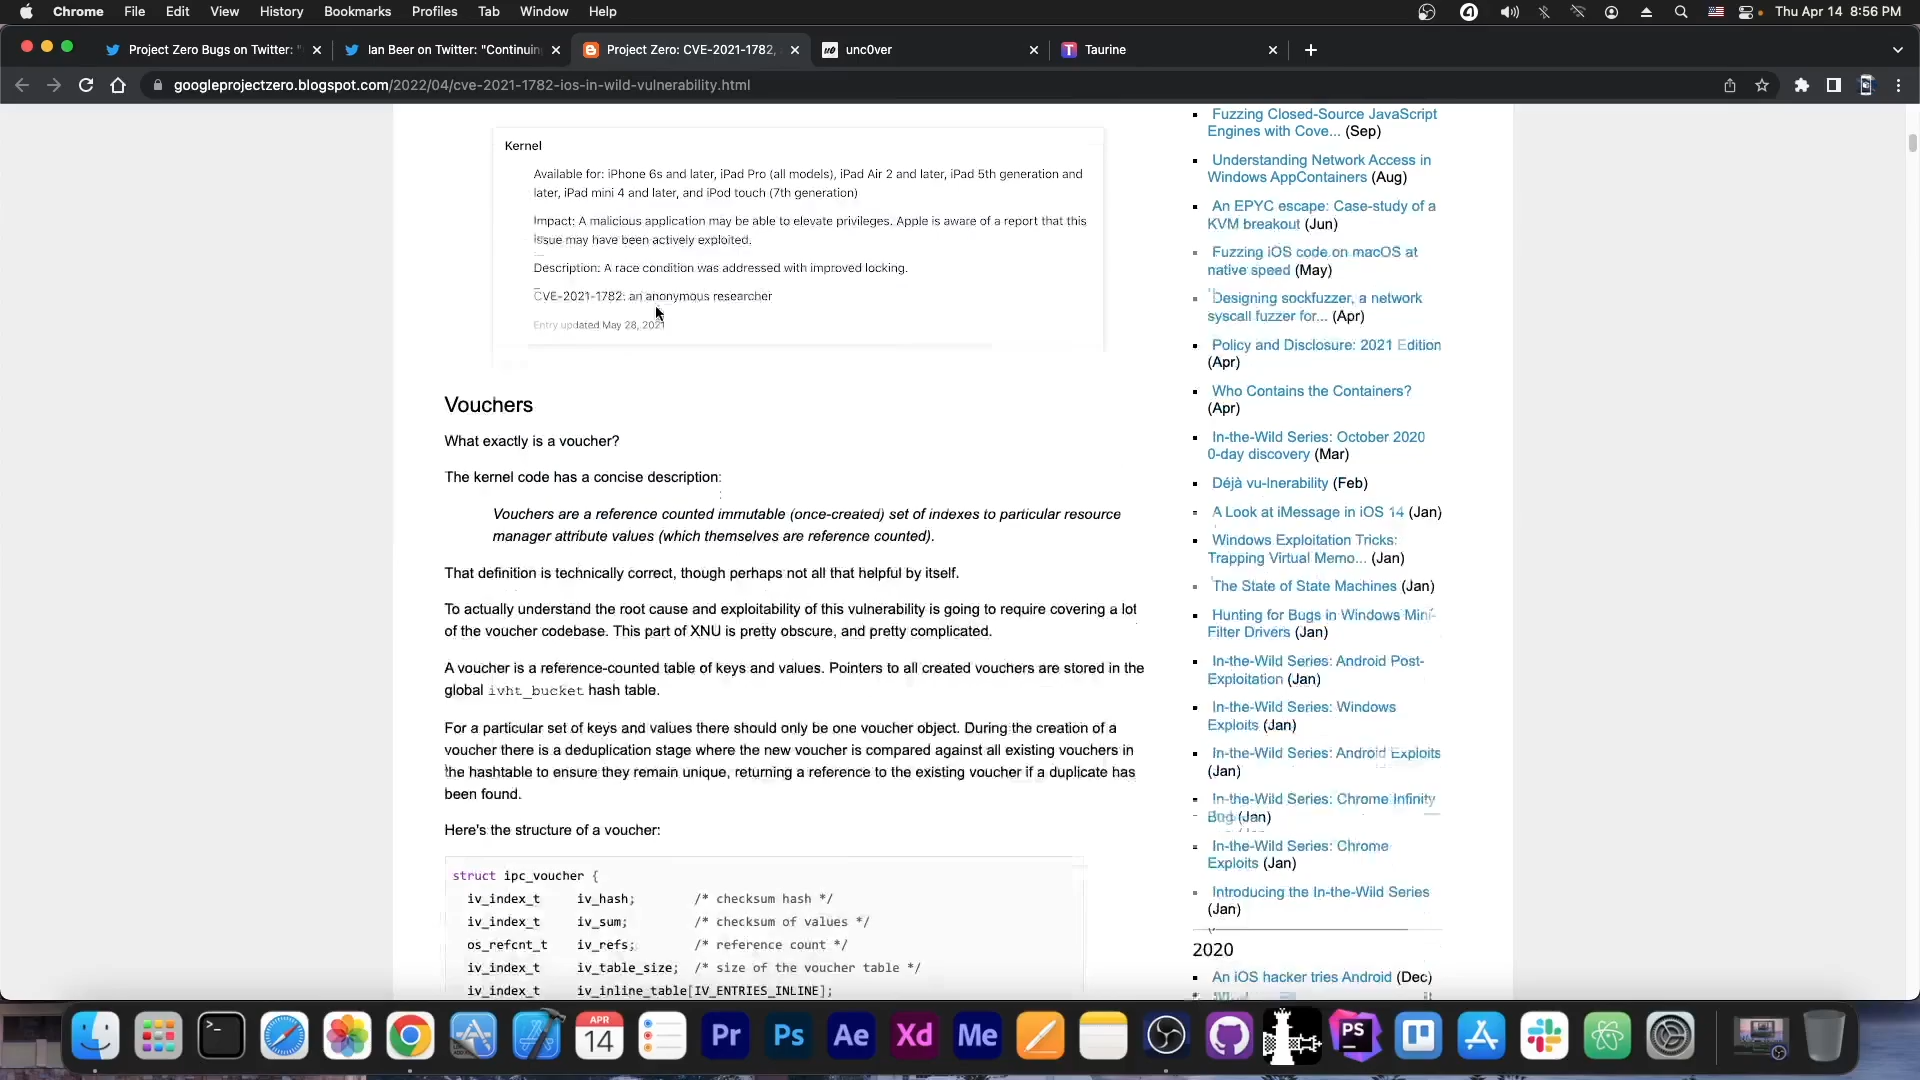 Chrome File Edit View History Bookmarks Profiles Tab Window Help
Thu Apr 14 8:56 PM
Project Zero Bugs on Twitter: "
Ian Beer on Twitter: "Continuin
Project Zero: CVE-2021-1782,
unc0ver
Taurine
googleprojectzero.blogspot.com/2022/04/cve-2021-1782-ios-in-wild-vulnerability.html
Kernel
Available for: iPhone 6s and later, iPad Pro (all models), iPad Air 2 and later, iPad 5th generation and
later, iPad mini 4 and later, and iPod touch (7th generation)
Impact: A malicious application may be able to elevate privileges. Apple is aware of a report that this
issue may have been actively exploited.
Description: A race condition was addressed with improved locking.
CVE-2021-1782: an anonymous researcher
Entry updated May 28, 2021
Vouchers
What exactly is a voucher?
The kernel code has a concise description:
Vouchers are a reference counted immutable (once-created) set of indexes to particular resource
manager attribute values (which themselves are reference counted).
That definition is technically correct, though perhaps not all that helpful by itself.
To actually understand the root cause and exploitability of this vulnerability is going to require covering a lot
of the voucher codebase. This part of XNU is pretty obscure, and pretty complicated.
A voucher is a reference-counted table of keys and values. Pointers to all created vouchers are stored in the
global ivht_bucket hash table.
For a particular set of keys and values there should only be one voucher object. During the creation of a
voucher there is a deduplication stage where the new voucher is compared against all existing vouchers in
the hashtable to ensure they remain unique, returning a reference to the existing voucher if a duplicate has
been found.
Here's the structure of a voucher:
struct ipc_voucher {
iv_index_t iv_hash; /* checksum hash */
iv_index_t iv_sum; /* checksum of values */
os_refcnt_t iv_refs; /* reference count */
iv_index_t iv_table_size; /* size of the voucher table */
iv_index_t iv_inline_table[IV_ENTRIES_INLINE];
Fuzzing Closed-Source JavaScript
Engines with Cove... (Sep)
Understanding Network Access in
Windows AppContainers (Aug)
An EPYC escape: Case-study of a
KVM breakout (Jun)
Fuzzing iOS code on macOS at
native speed (May)
Designing sockfuzzer, a network
syscall fuzzer for... (Apr)
Policy and Disclosure: 2021 Edition
(Apr)
Who Contains the Containers?
(Apr)
In-the-Wild Series: October 2020
0-day discovery (Mar)
Déjà vu-lnerability (Feb)
A Look at iMessage in iOS 14 (Jan)
Windows Exploitation Tricks:
Trapping Virtual Memo... (Jan)
The State of State Machines (Jan)
Hunting for Bugs in Windows Mini-
Filter Drivers (Jan)
In-the-Wild Series: Android Post-
Exploitation (Jan)
In-the-Wild Series: Windows
Exploits (Jan)
In-the-Wild Series: Android Exploits
(Jan)
In-the-Wild Series: Chrome Infinity
Bug (Jan)
In-the-Wild Series: Chrome
Exploits (Jan)
Introducing the In-the-Wild Series
(Jan)
2020
An iOS hacker tries Android (Dec)
APR
14
Pr Ps Ae Xd Me PS